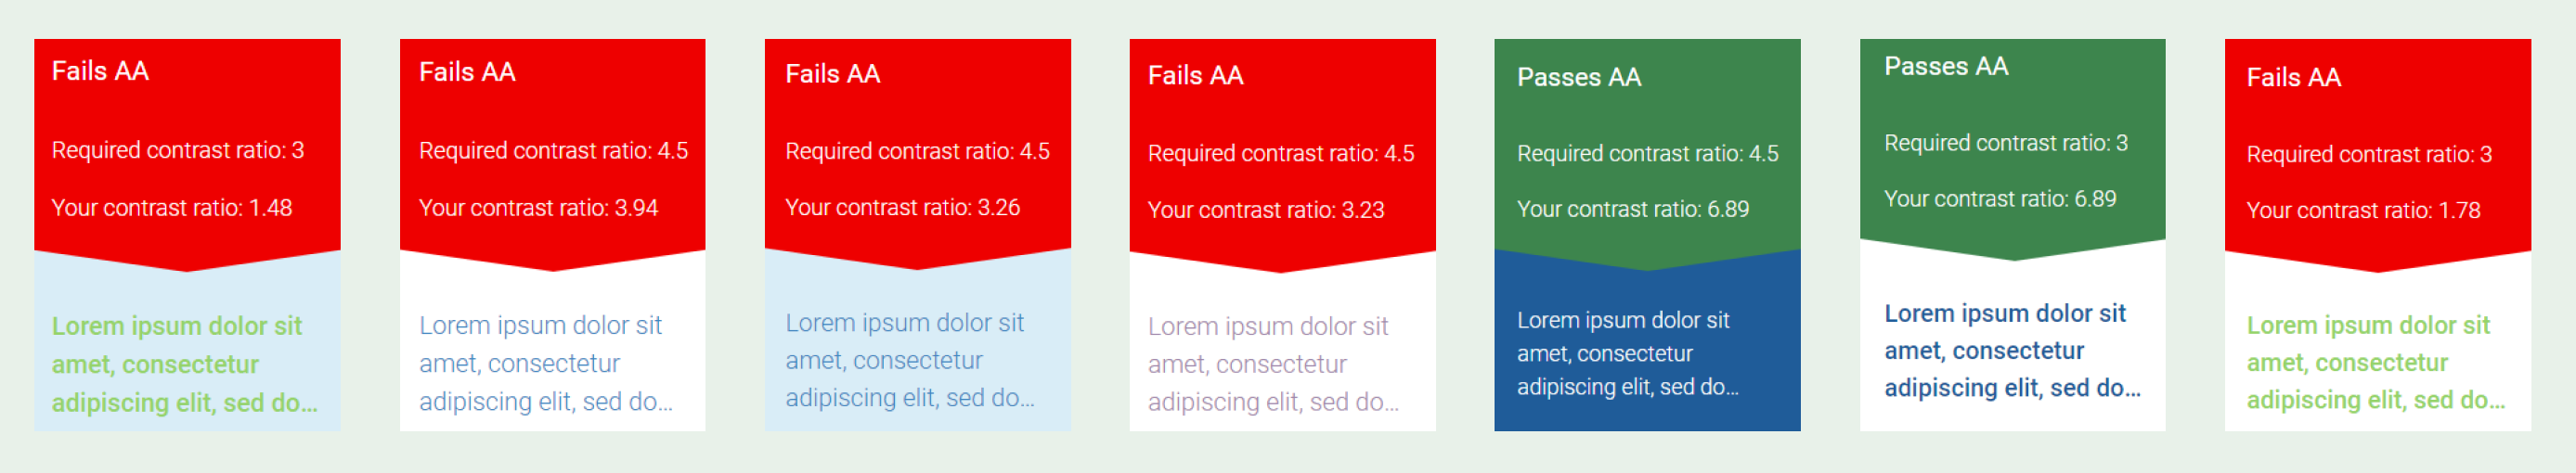 Fails AA
Required contrast ratio: 3
Your contrast ratio: 1.48
Lorem ipsum dolor sit
amet, consectetur
adipiscing elit, sed do...
Fails AA
Required contrast ratio: 4.5
Your contrast ratio: 3.94
Lorem ipsum dolor sit
amet, consectetur
adipiscing elit, sed do...
Fails AA
Required contrast ratio: 4.5
Your contrast ratio: 3.26
Lorem ipsum dolor sit
amet, consectetur
adipiscing elit, sed do...
Fails AA
Required contrast ratio: 4.5
Your contrast ratio: 3.23
Lorem ipsum dolor sit
amet, consectetur
adipiscing elit, sed do...
Passes AA
Required contrast ratio: 4.5
Your contrast ratio: 6.89
Lorem ipsum dolor sit
amet, consectetur
adipiscing elit, sed do...
Passes AA
Required contrast ratio: 3
Your contrast ratio: 6.89
Lorem ipsum dolor sit
amet, consectetur
adipiscing elit, sed do...
Fails AA
Required contrast ratio: 3
Your contrast ratio: 1.78
Lorem ipsum dolor sit
amet, consectetur
adipiscing elit, sed do...